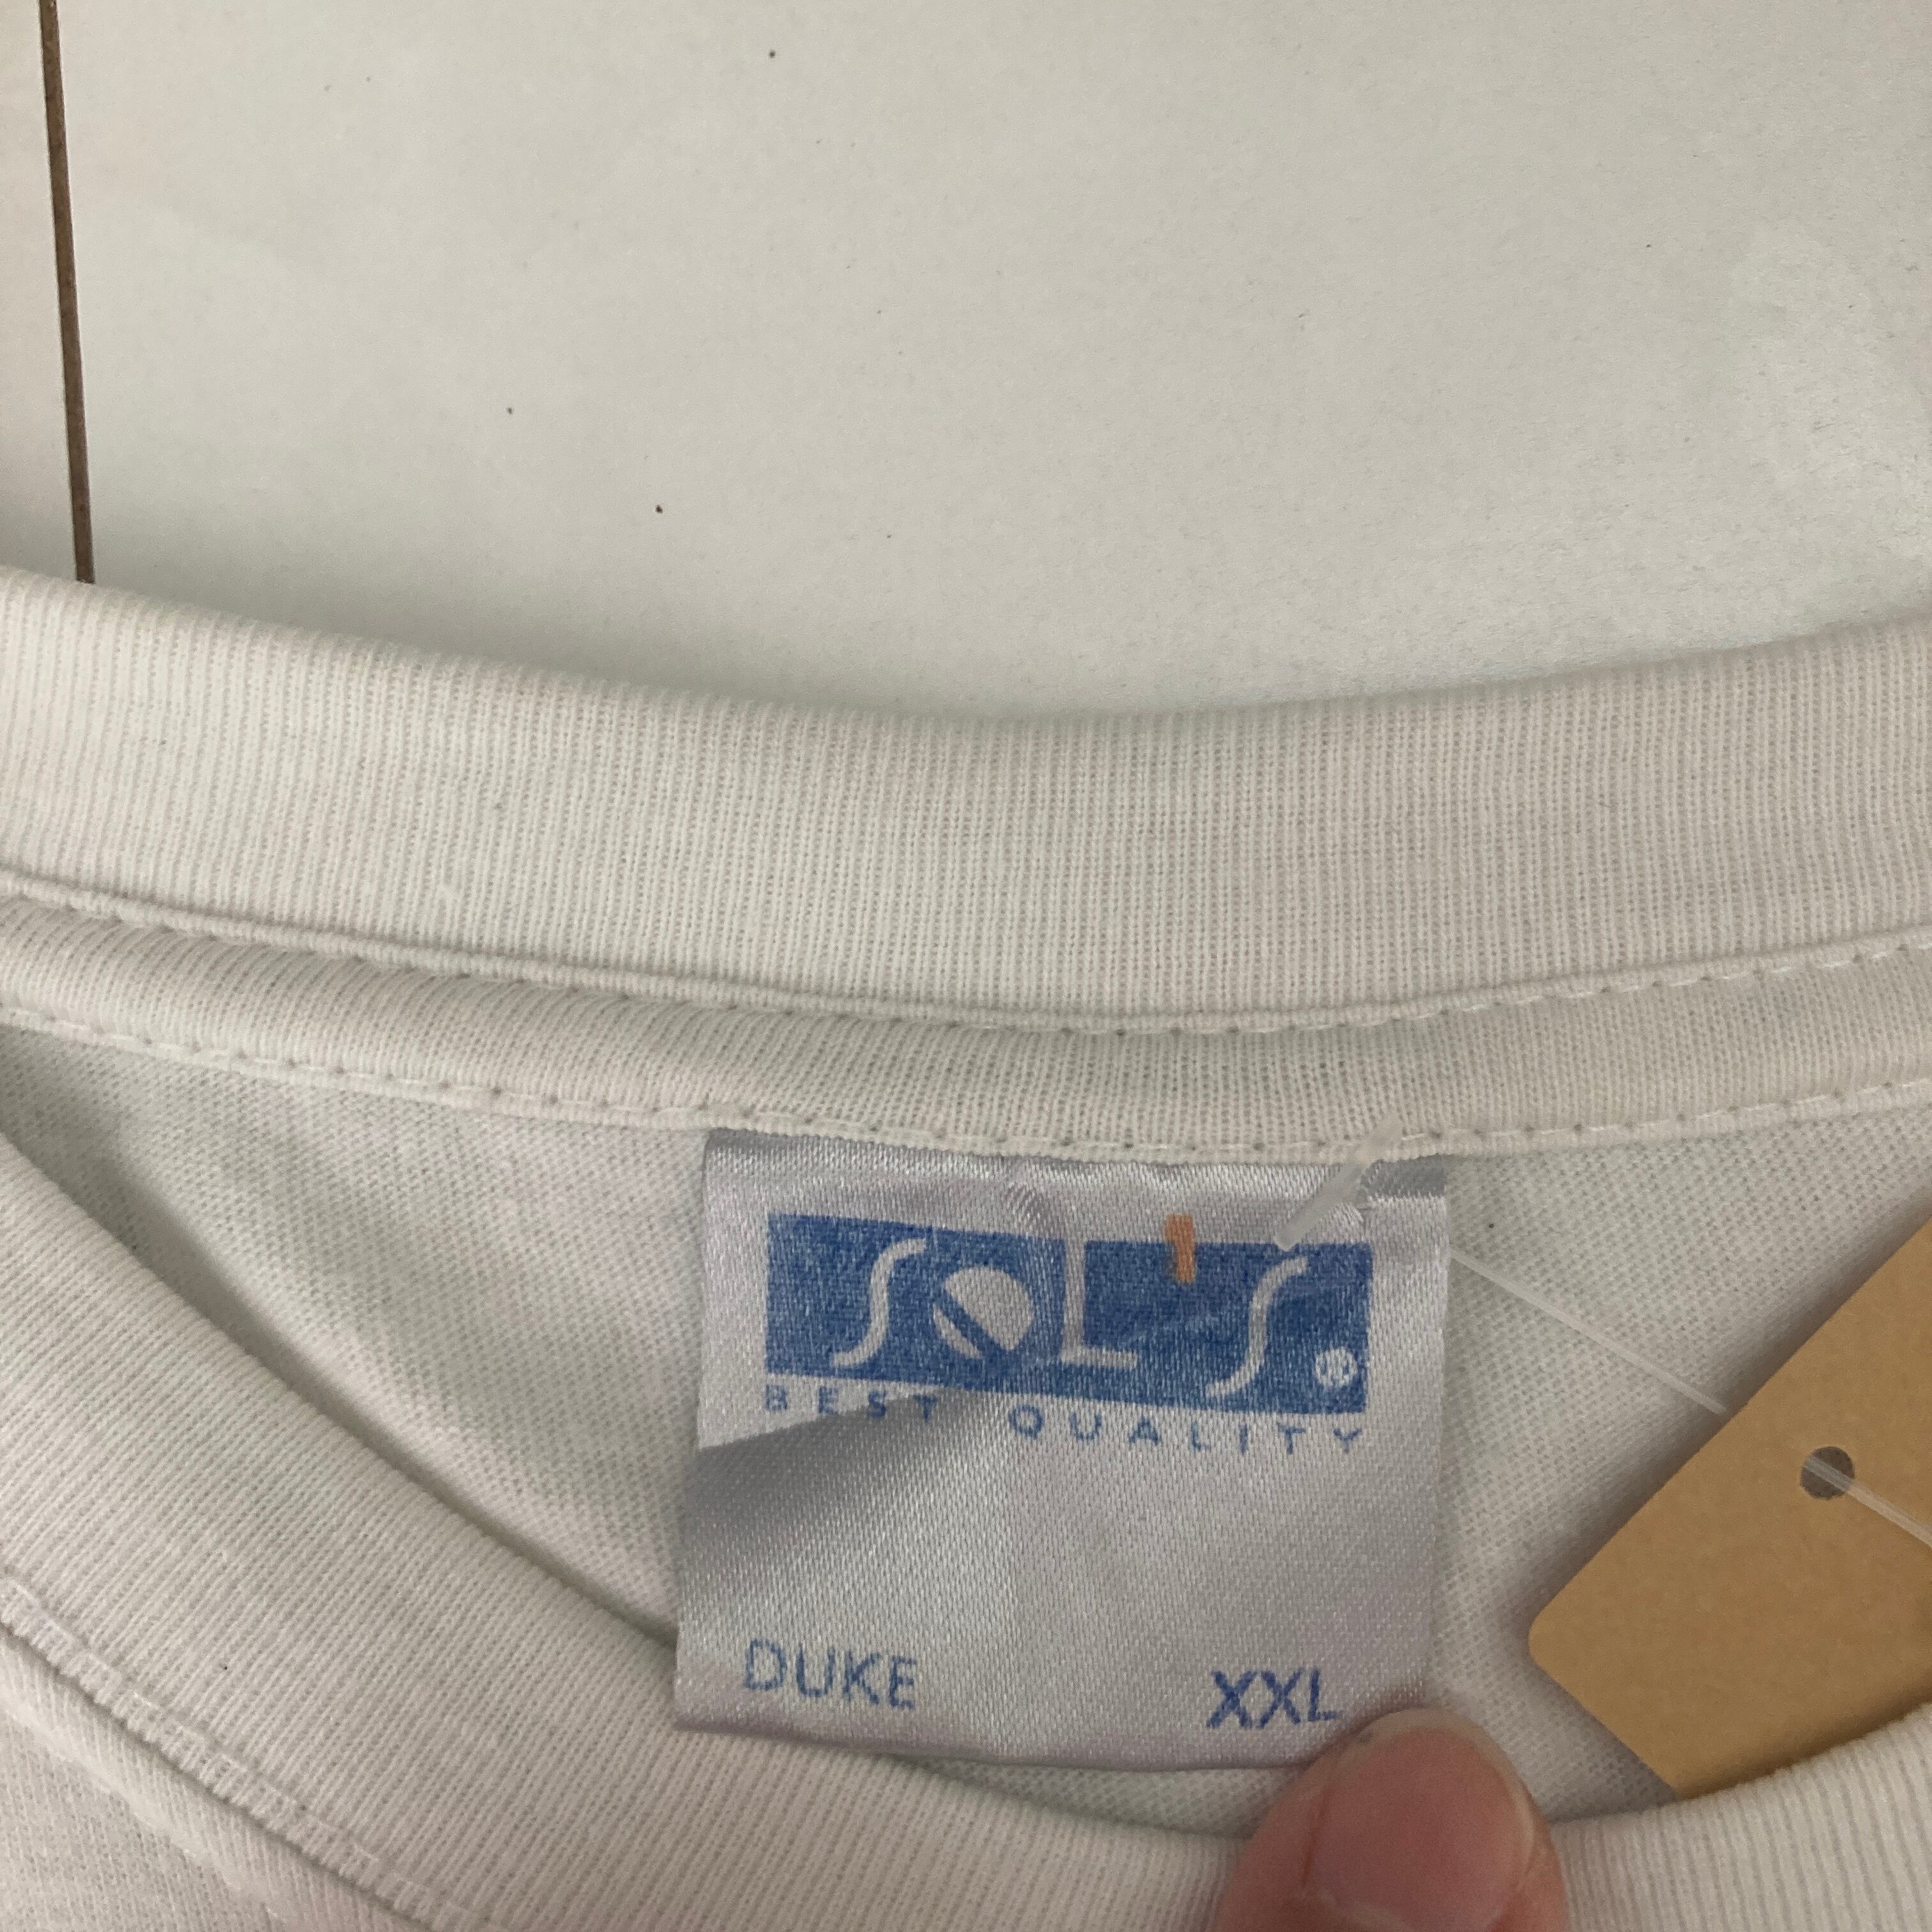 SOL'S®
BEST QUALITY
DUKE XXL